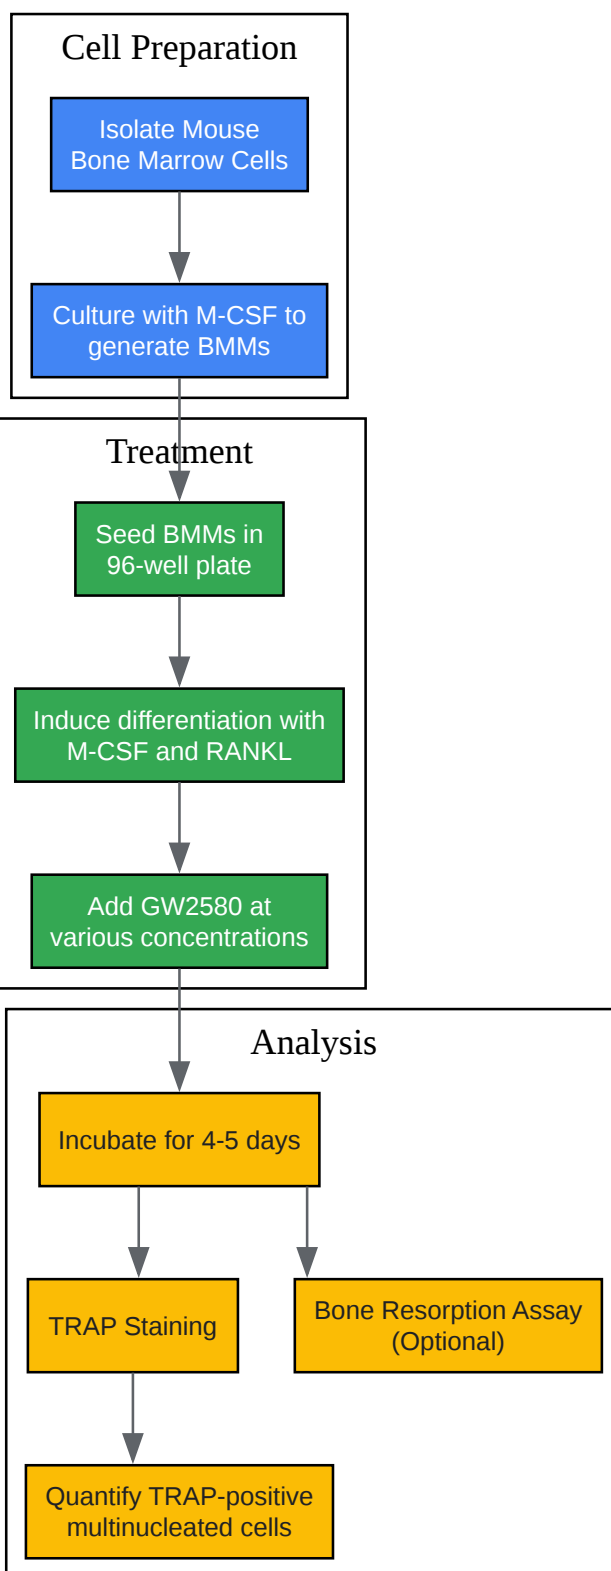 Cell Preparation
Isolate Mouse
Bone Marrow Cells
Culture with M-CSF to
generate BMMs
Treatment
Seed BMMs in
96-well plate
Induce differentiation with
M-CSF and RANKL
Add GW2580 at
various concentrations
Analysis
Incubate for 4-5 days
TRAP Staining
Bone Resorption Assay
(Optional)
Quantify TRAP-positive
multinucleated cells